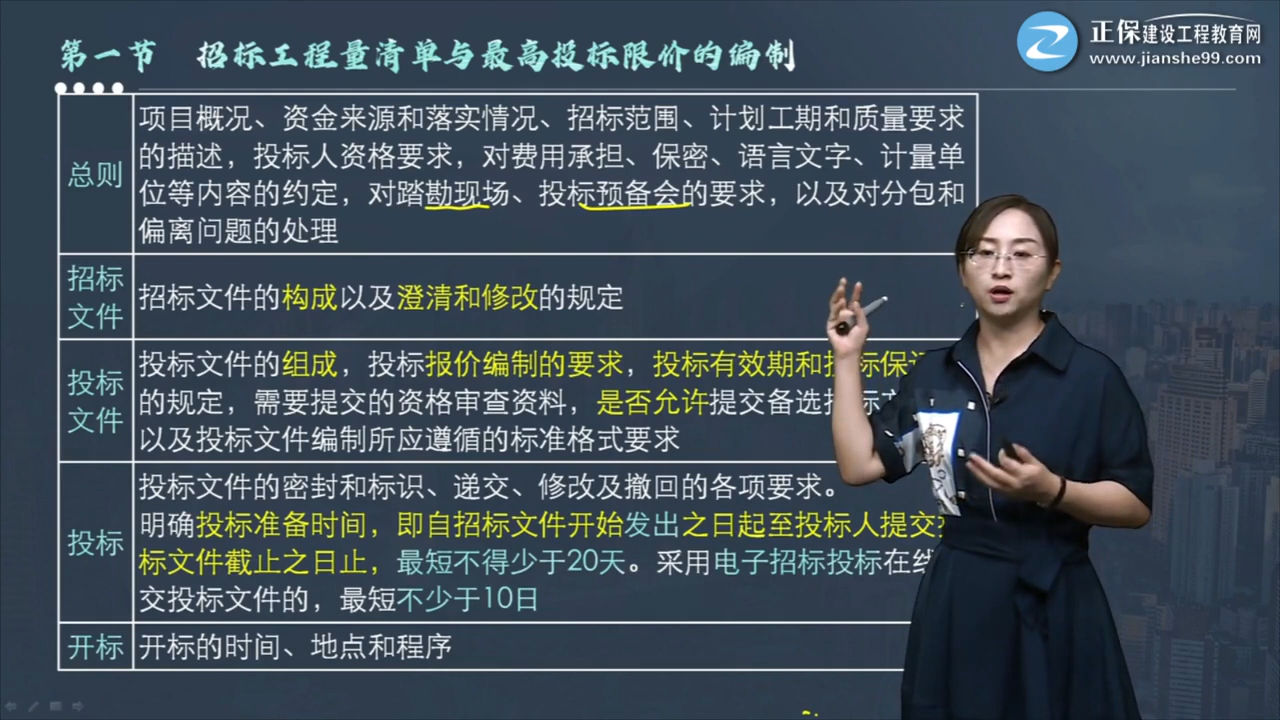 第一节 招标工程量清单与最高投标限价的编制
正保建设工程教育网
www.jianshe99.com
总则
项目概况、资金来源和落实情况、招标范围、计划工期和质量要求
的描述，投标人资格要求，对费用承担、保密、语言文字、计量单
位等内容的约定，对踏勘现场、投标预备会的要求，以及对分包和
偏离问题的处理
招标
文件
招标文件的构成以及澄清和修改的规定
投标
文件
投标文件的组成，投标报价编制的要求，投标有效期和投标保
的规定，需要提交的资格审查资料，是否允许提交备选投标
以及投标文件编制所应遵循的标准格式要求
投标
投标文件的密封和标识、递交、修改及撤回的各项要求。
明确投标准备时间，即自招标文件开始发出之日起至投标人提交
标文件截止之日止，最短不得少于20天。采用电子招标投标在线
交投标文件的，最短不少于10日
开标
开标的时间、地点和程序